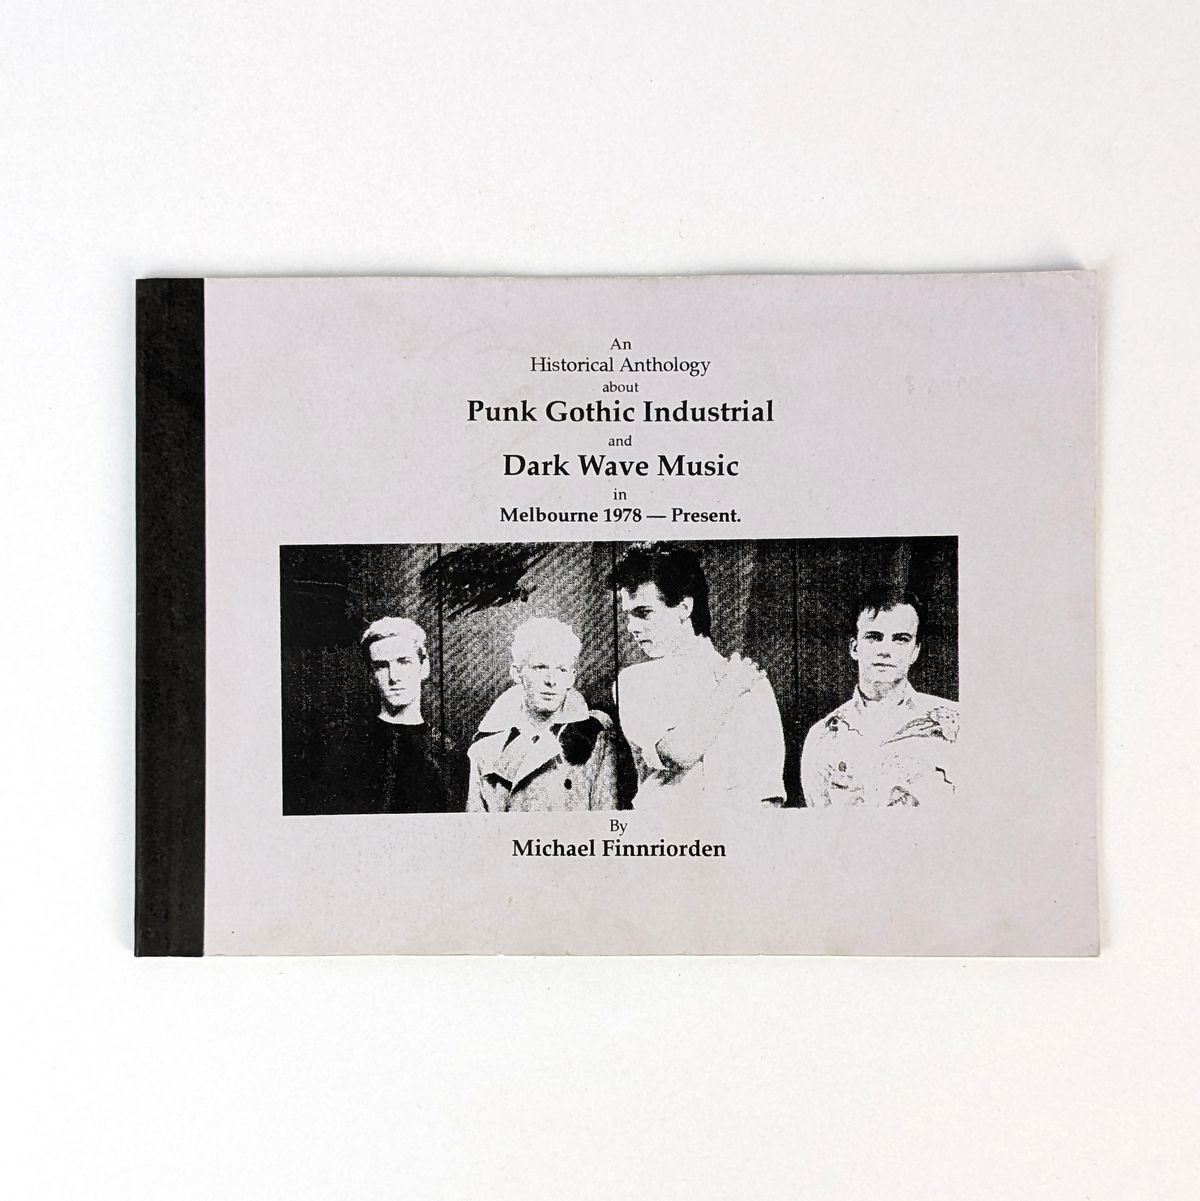 An
Historical Anthology
about
Punk Gothic Industrial
and
Dark Wave Music
in
Melbourne 1978 — Present.
By
Michael Finnriorden